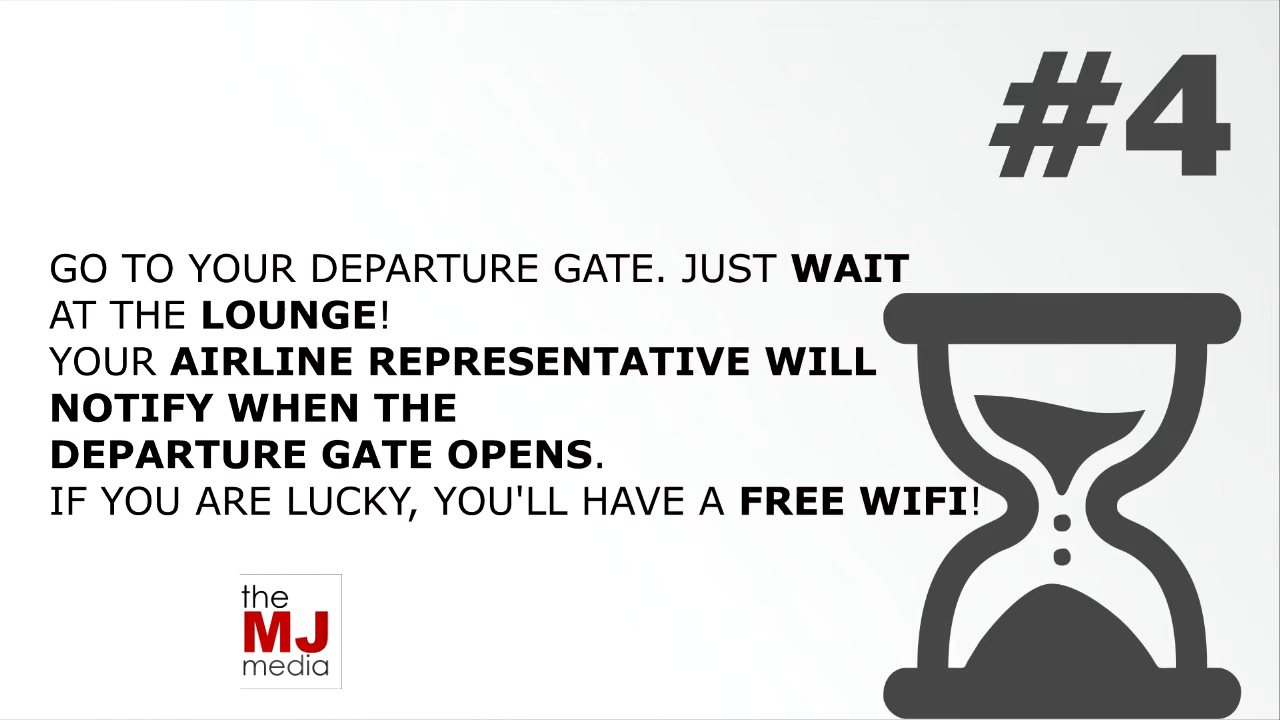 #4
GO TO YOUR DEPARTURE GATE. JUST WAIT
AT THE LOUNGE!
YOUR AIRLINE REPRESENTATIVE WILL
NOTIFY WHEN THE
DEPARTURE GATE OPENS.
IF YOU ARE LUCKY, YOU'LL HAVE A FREE WIFI!
the
MJ
media